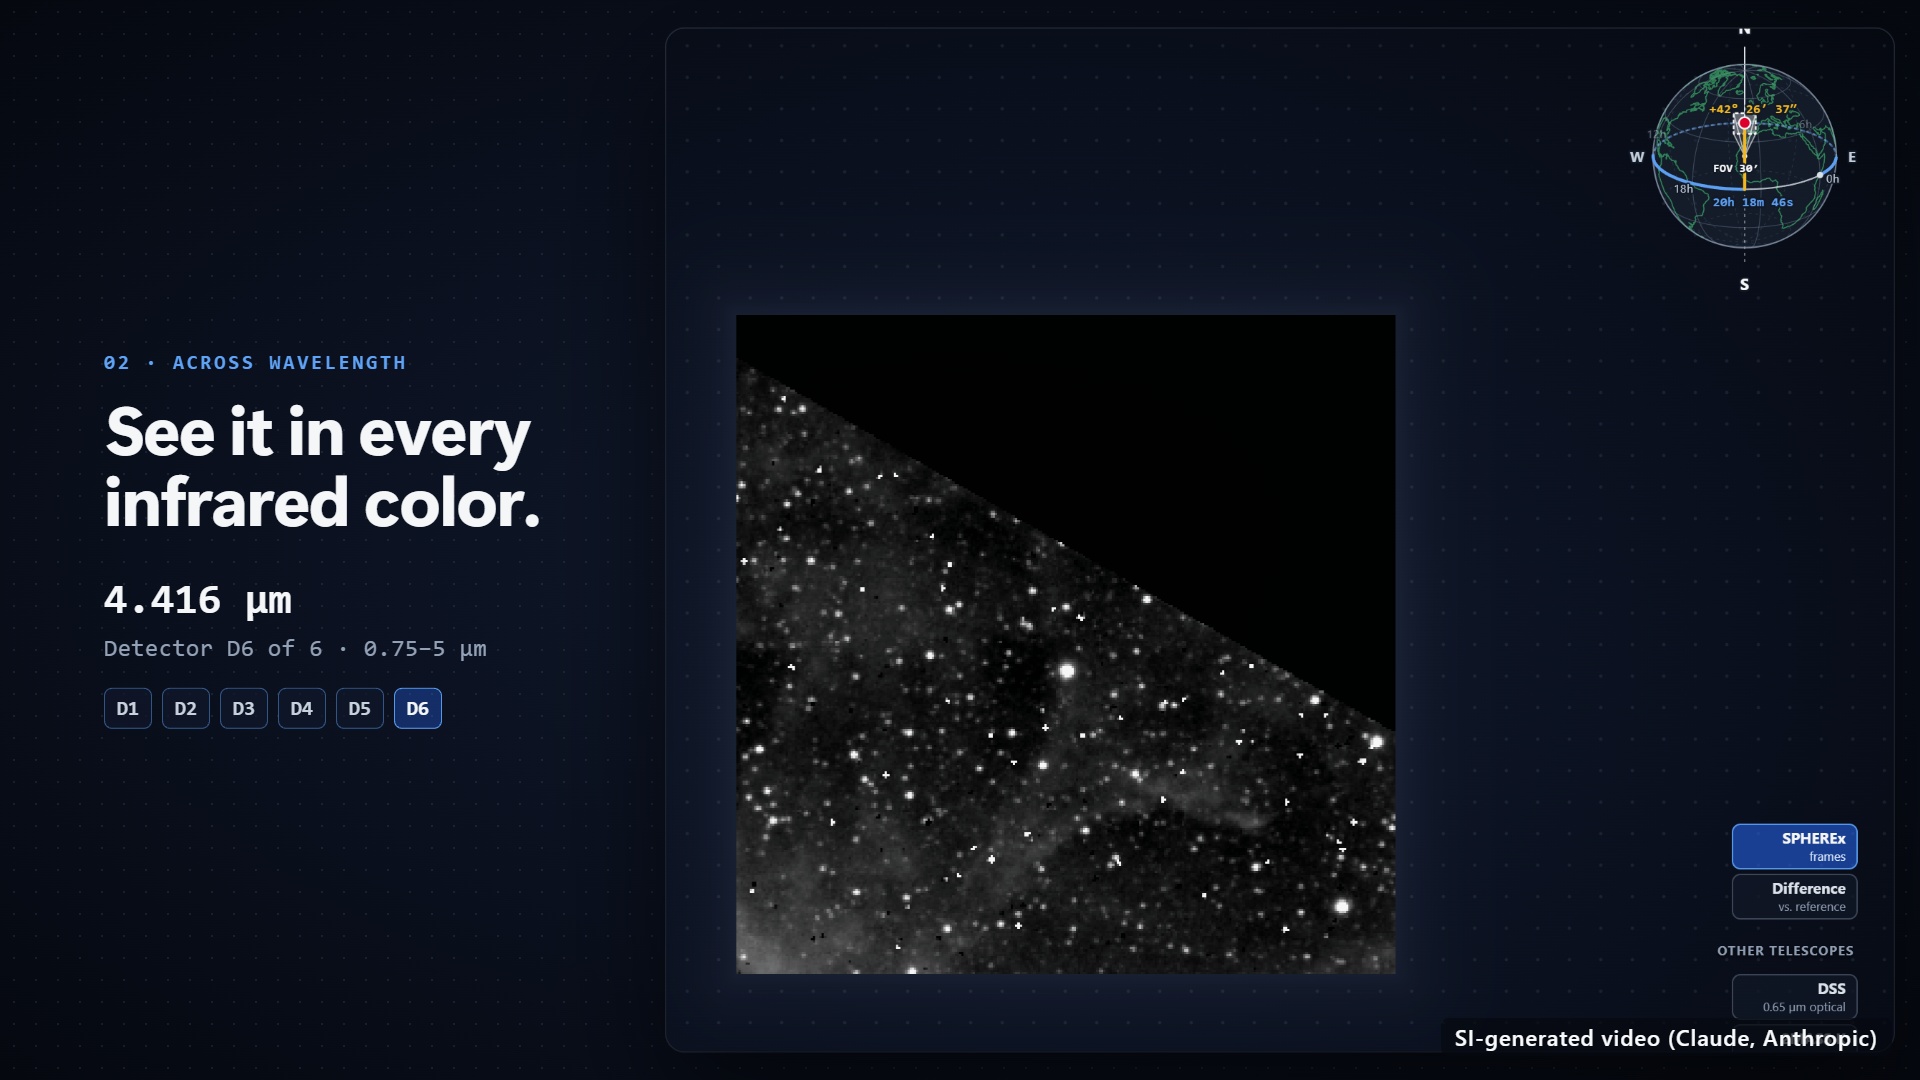 02 · ACROSS WAVELENGTH
See it in every
infrared color.
4.416 µm
Detector D6 of 6 · 0.75–5 µm
D1 D2 D3 D4 D5 D6
N
+42° 26′ 37″
12h
6h
W
E
FOV 30′
18h
0h
20h 18m 46s
S
SPHEREx
frames
Difference
vs. reference
OTHER TELESCOPES
DSS
0.65 µm optical
SI-generated video (Claude, Anthropic)